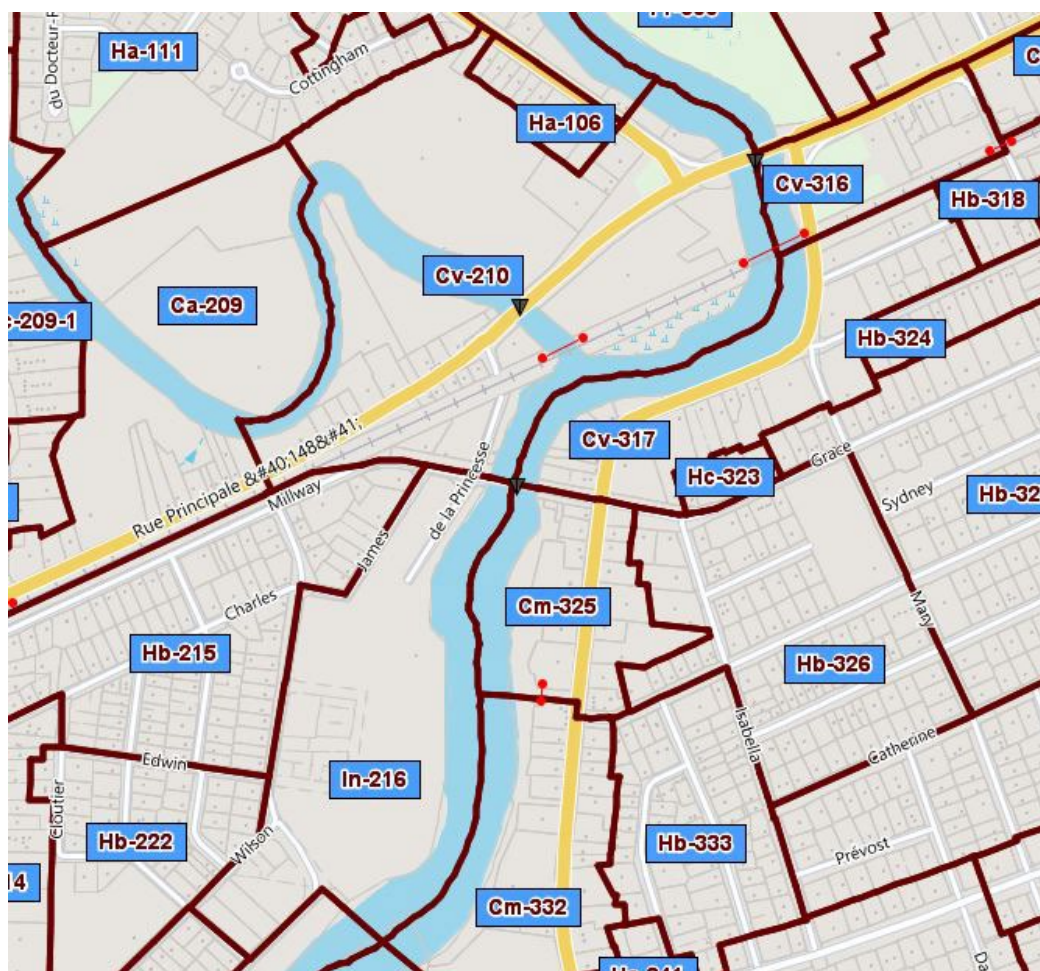 Ha-111
du Docteur-F
Cottingham
Ha-106
Cv-316
Hb-318
Cv-210
Ca-209
c-209-1
Hb-324
Cv-317
Rue Principale &#40;148&#41;
Millway
de la Princesse
Grace
Hc-323
Sydney
Hb-32
James
Charles
Cm-325
Mary
Hb-215
Hb-326
Isabella
Catherine
Edwin
In-216
Cloutier
Hb-222
Wilson
Hb-333
Prévost
14
Cm-332